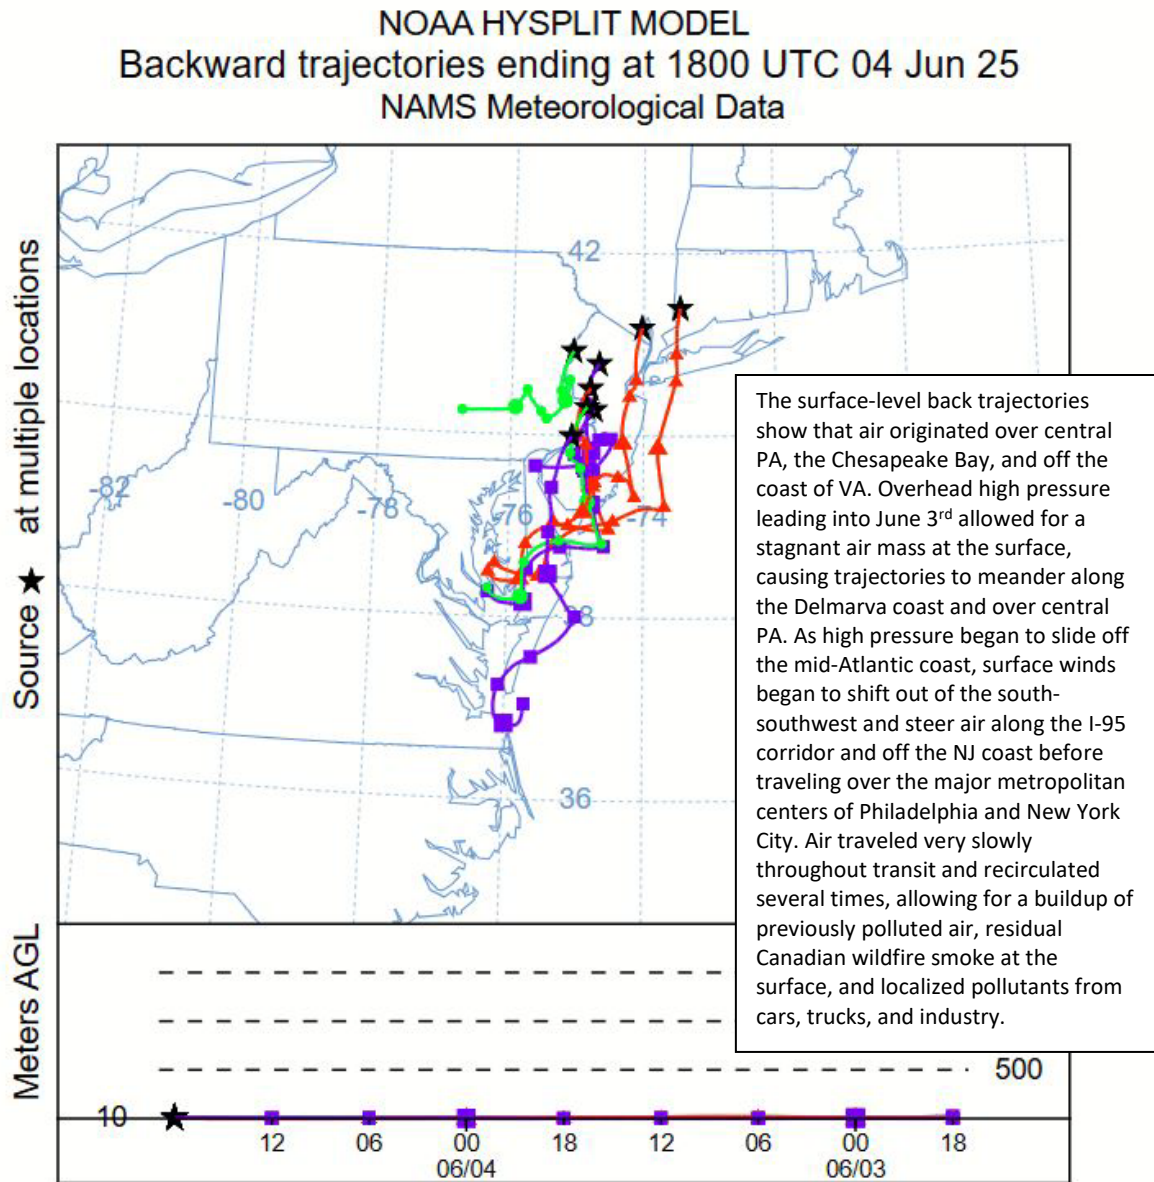 NOAA HYSPLIT MODEL
Backward trajectories ending at 1800 UTC 04 Jun 25
NAMS Meteorological Data
Source ★ at multiple locations
42
-82
-80
-78
-76
-74
38
36
The surface-level back trajectories
show that air originated over central
PA, the Chesapeake Bay, and off the
coast of VA. Overhead high pressure
leading into June 3rd allowed for a
stagnant air mass at the surface,
causing trajectories to meander along
the Delmarva coast and over central
PA. As high pressure began to slide off
the mid-Atlantic coast, surface winds
began to shift out of the south-
southwest and steer air along the I-95
corridor and off the NJ coast before
traveling over the major metropolitan
centers of Philadelphia and New York
City. Air traveled very slowly
throughout transit and recirculated
several times, allowing for a buildup of
previously polluted air, residual
Canadian wildfire smoke at the
surface, and localized pollutants from
cars, trucks, and industry.
Meters AGL
500
10
12 06 00 18 12 06 00 18
06/04 06/03